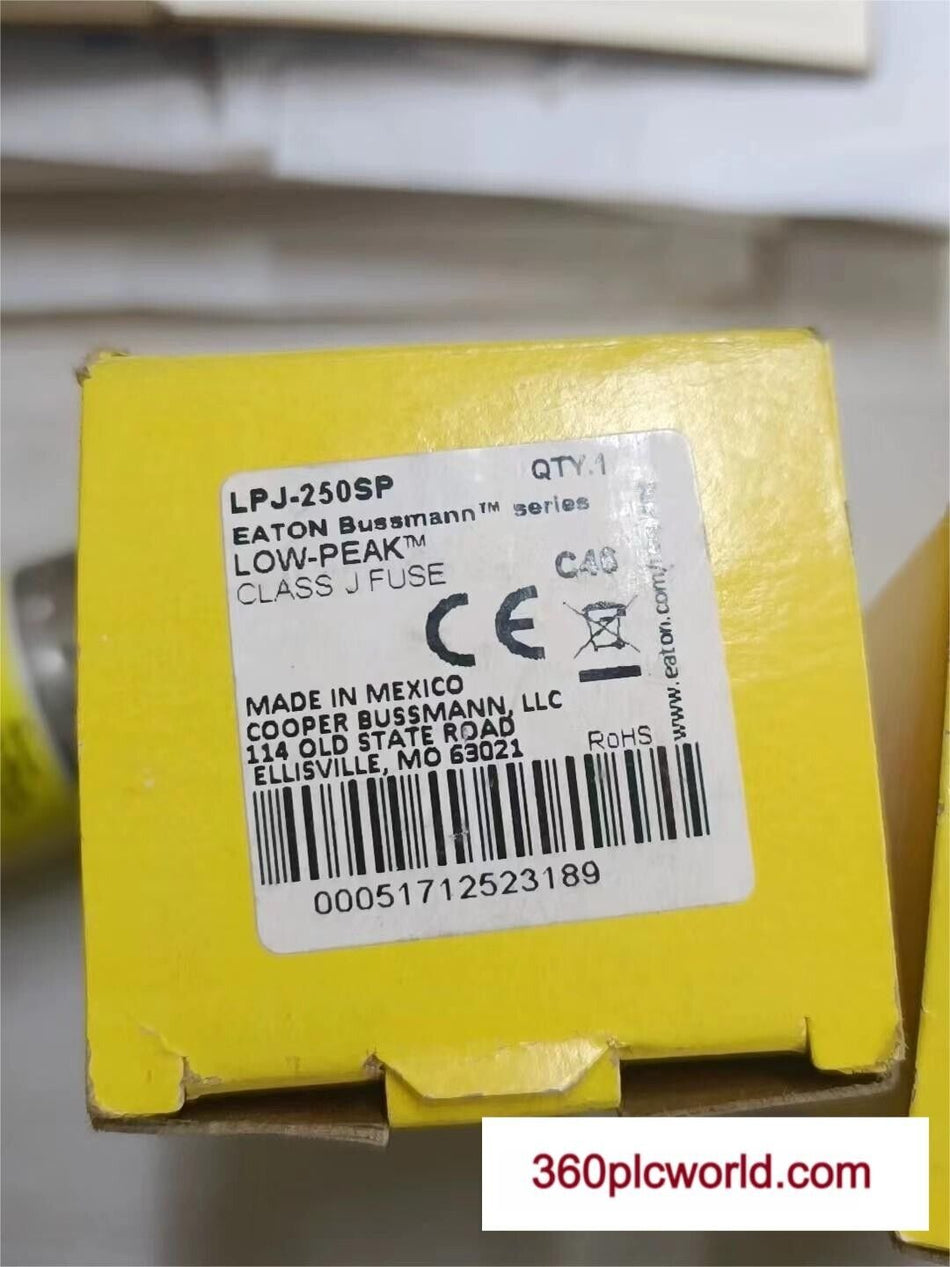 LPJ-250SP
QTY.1
EATON Bussmann™ series
LOW-PEAK™
CLASS J FUSE
C46
CE
www.eaton.com/
MADE IN MEXICO
COOPER BUSSMANN, LLC
114 OLD STATE ROAD
ELLISVILLE, MO 63021
RoHS
00051712523189
360plcworld.com